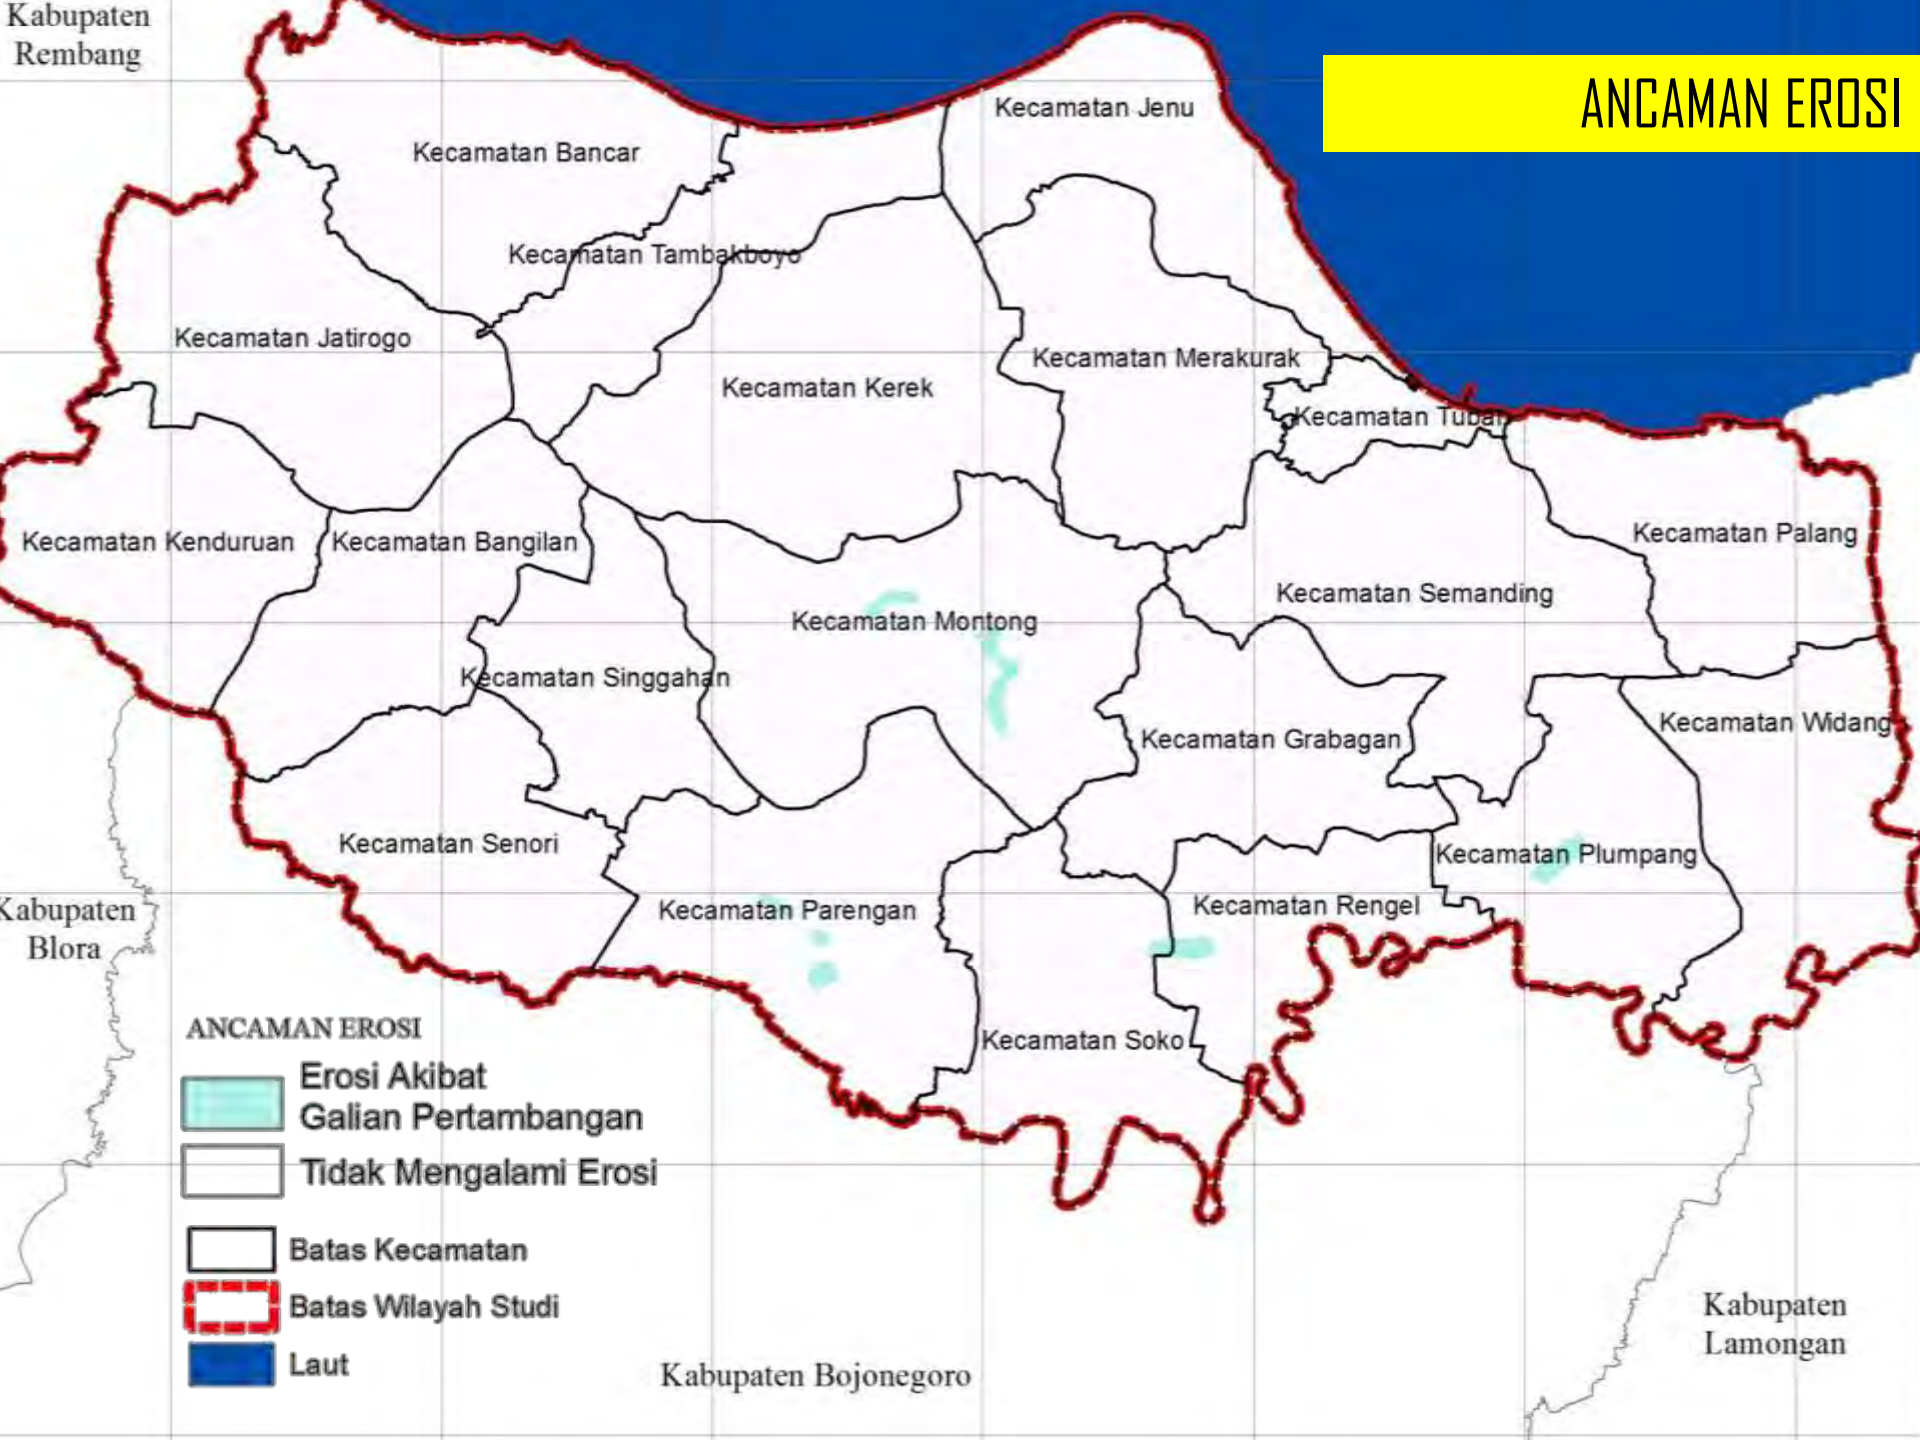 Kabupaten
Rembang
ANCAMAN EROSI
Kecamatan Jenu
Kecamatan Bancar
Kecamatan Tambakboyo
Kecamatan Jatirogo
Kecamatan Merakurak
Kecamatan Kerek
Kecamatan Tuban
Kecamatan Palang
Kecamatan Kenduruan
Kecamatan Bangilan
Kecamatan Semanding
Kecamatan Montong
Kecamatan Singgahan
Kecamatan Widang
Kecamatan Grabagan
Kecamatan Senori
Kecamatan Plumpang
Kecamatan Rengel
Kecamatan Parengan
Kabupaten
Blora
Kecamatan Soko
ANCAMAN EROSI
Erosi Akibat
Galian Pertambangan
Tidak Mengalami Erosi
Batas Kecamatan
Batas Wilayah Studi
Laut
Kabupaten Bojonegoro
Kabupaten
Lamongan